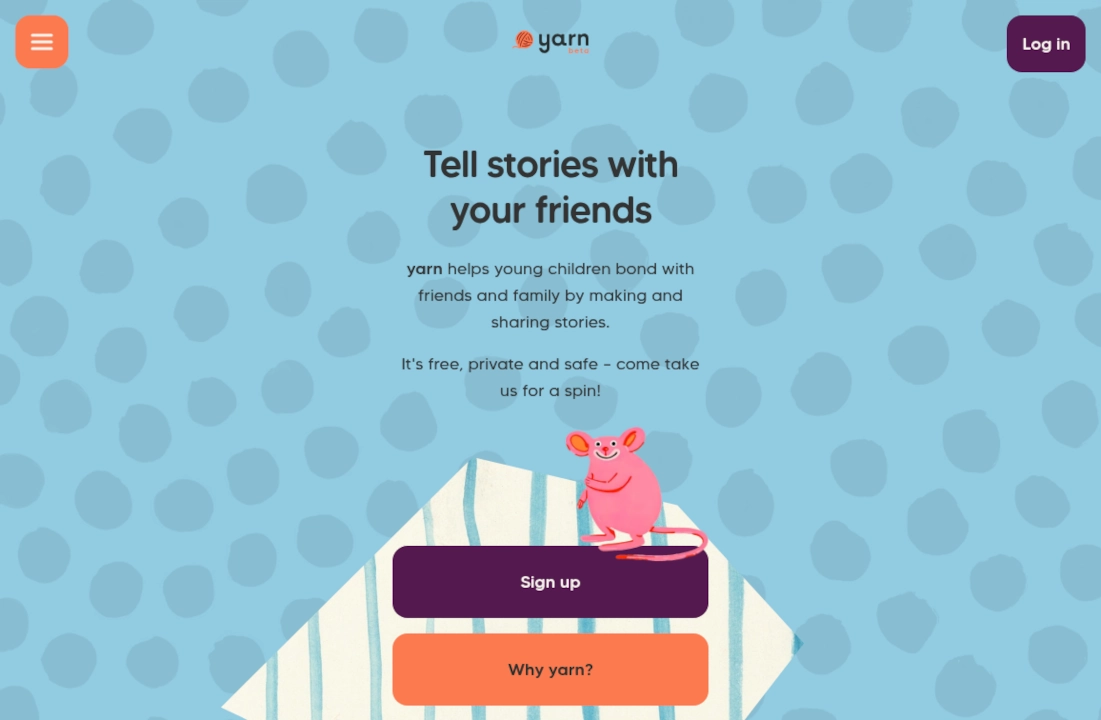 yarn
beta
Log in
Tell stories with
your friends
yarn helps young children bond with
friends and family by making and
sharing stories.
It's free, private and safe – come take
us for a spin!
Sign up
Why yarn?